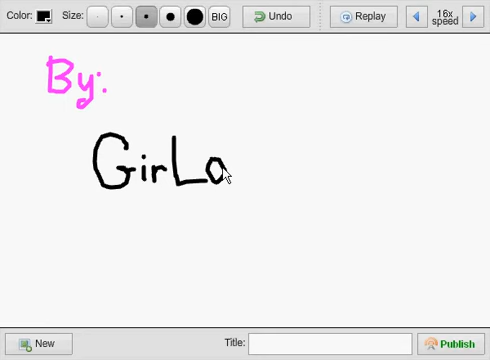 Color: Size: BIG Undo Replay 16x speed
By:
GirLo
New Title: Publish